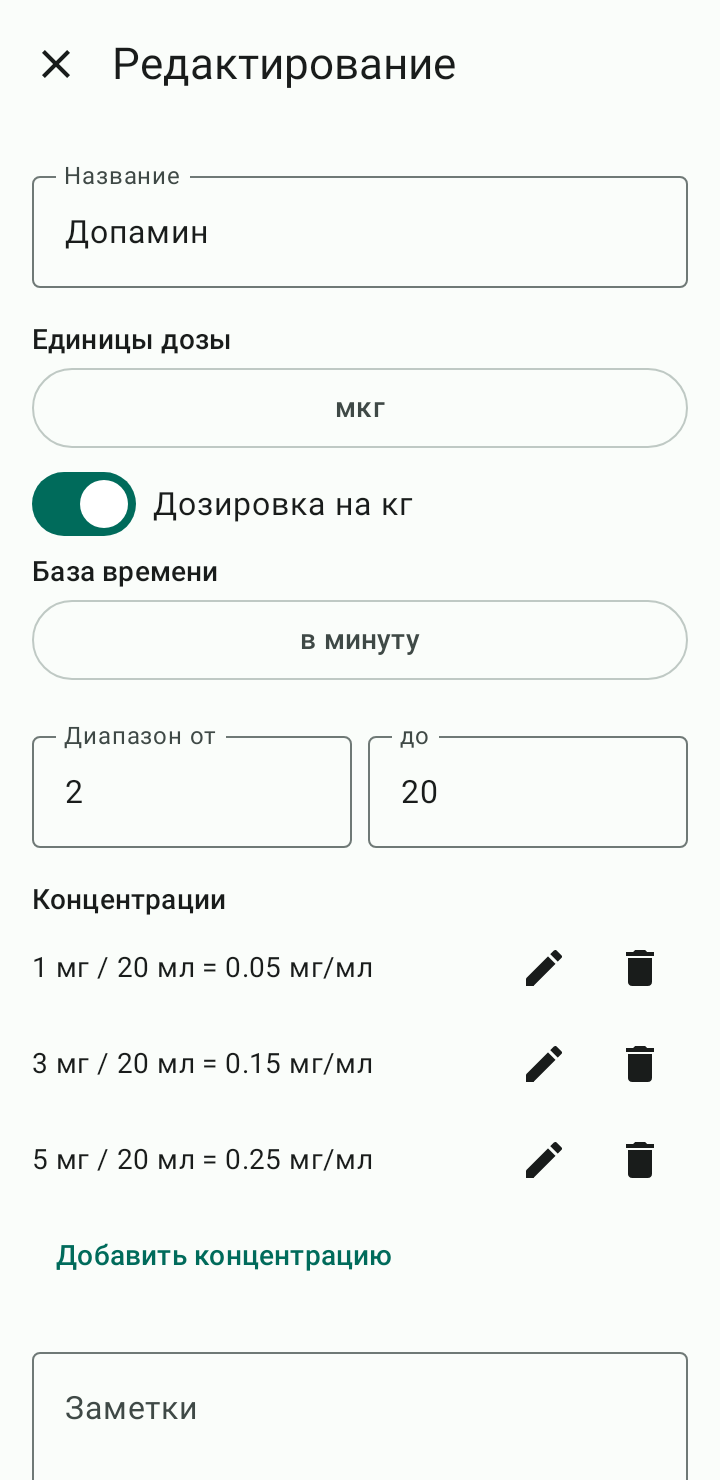 Редактирование
Название
Допамин
Единицы дозы
мкг
Дозировка на кг
База времени
в минуту
Диапазон от
до
2
20
Концентрации
1 мг / 20 мл = 0.05 мг/мл
3 мг / 20 мл = 0.15 мг/мл
5 мг / 20 мл = 0.25 мг/мл
Добавить концентрацию
Заметки